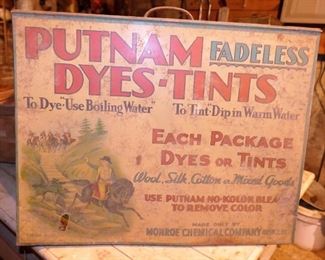 PUTNAM FADELESS
DYES-TINTS
To Dye "Use Boiling Water" To Tint-Dip in Warm Water
EACH PACKAGE
DYES OR TINTS
Wool, Silk, Cotton or Mixed Goods
USE PUTNAM NO-KOLOR BLEACH
TO REMOVE COLOR
MADE ONLY BY
MONROE CHEMICAL COMPANY